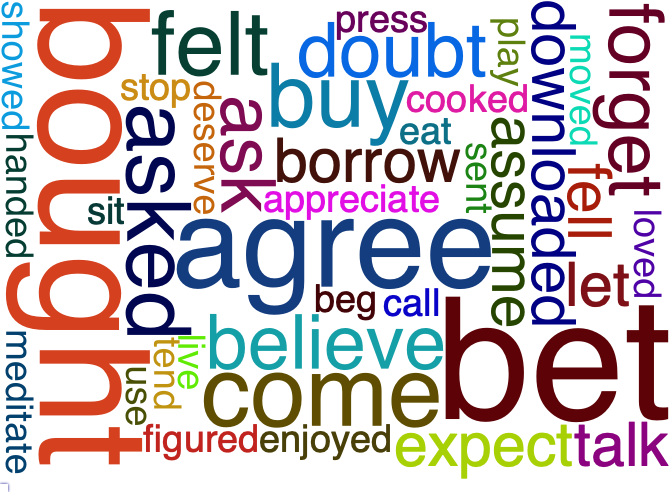 showed
bought
felt
press
doubt
play
downloaded
moved
forget
stop
deserve
buy
cooked
ask
asked
eat
handed
borrow
sent
assume
fell
sit
appreciate
loved
agree
let
beg
call
bet
meditate
use
tend
live
believe
come
figured
enjoyed
expect
talk